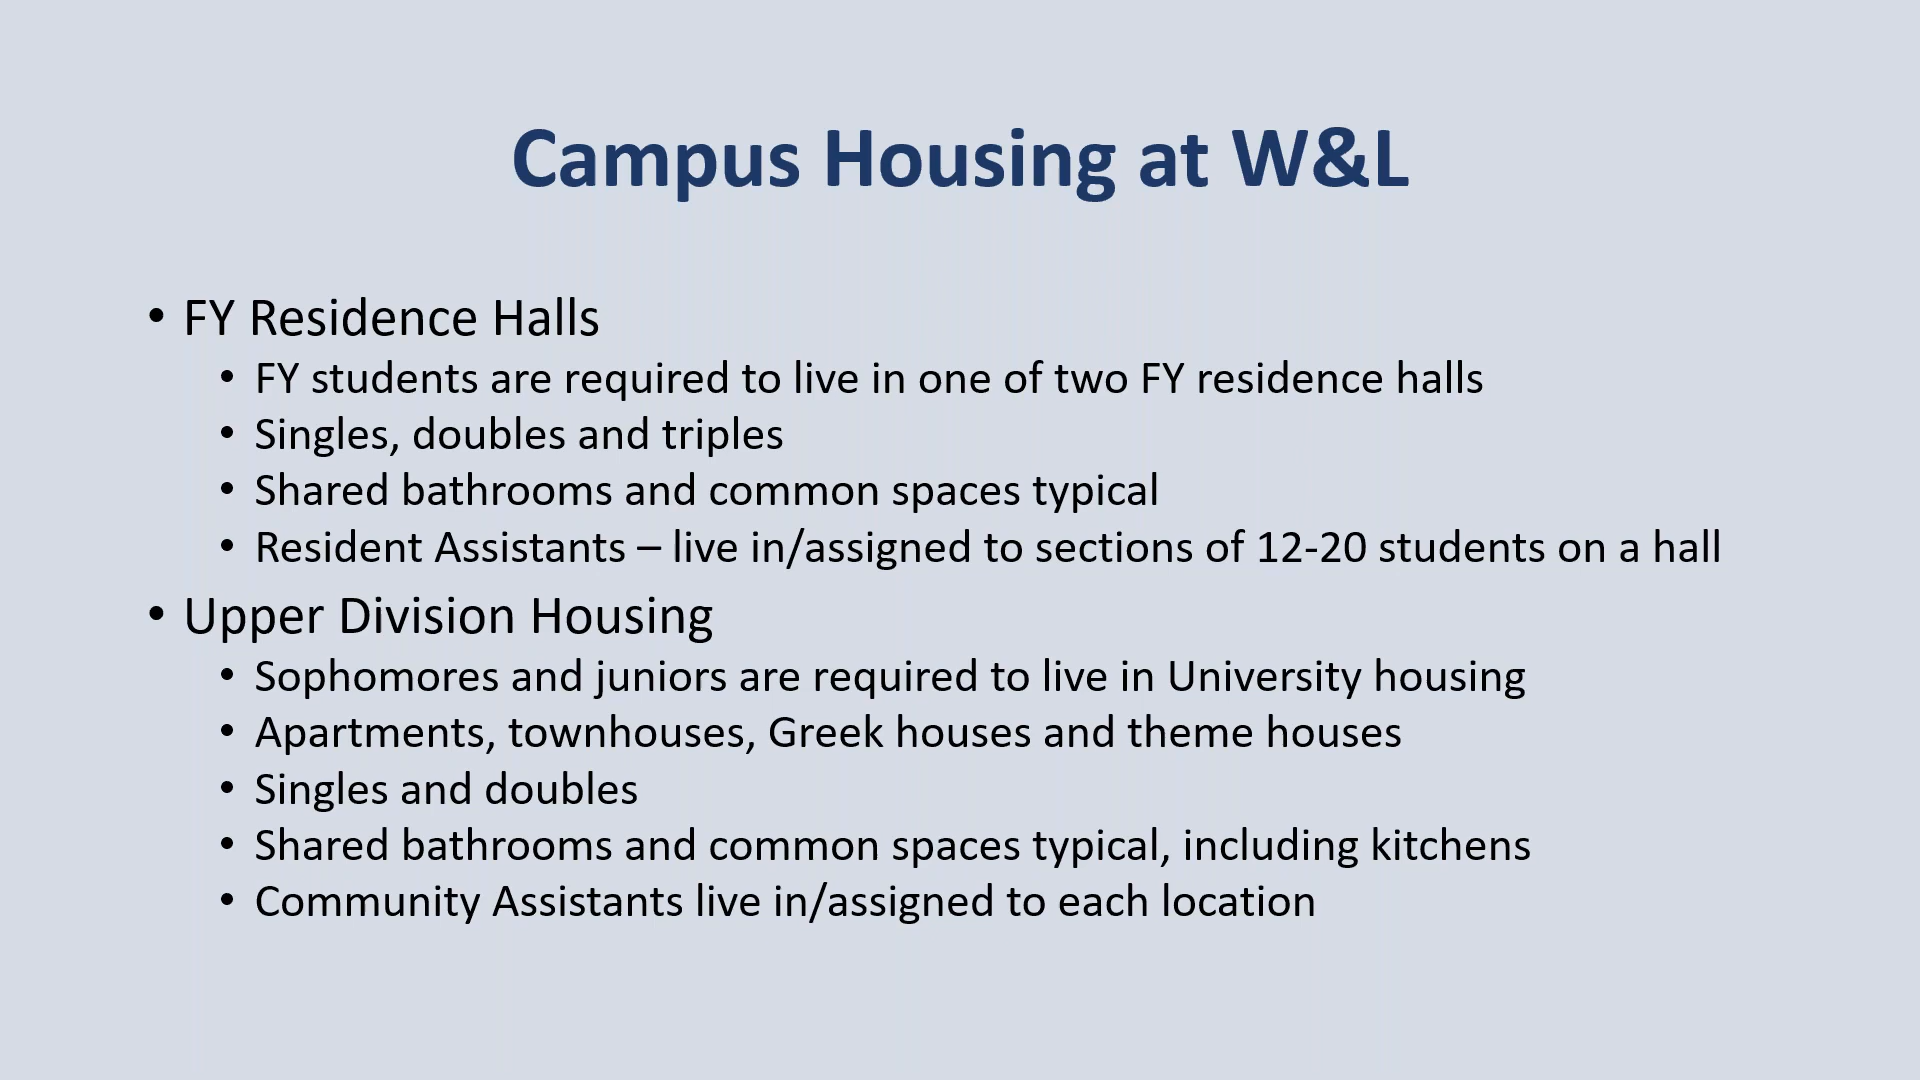 Campus Housing at W&L
• FY Residence Halls
• FY students are required to live in one of two FY residence halls
• Singles, doubles and triples
• Shared bathrooms and common spaces typical
• Resident Assistants – live in/assigned to sections of 12-20 students on a hall
• Upper Division Housing
• Sophomores and juniors are required to live in University housing
• Apartments, townhouses, Greek houses and theme houses
• Singles and doubles
• Shared bathrooms and common spaces typical, including kitchens
• Community Assistants live in/assigned to each location